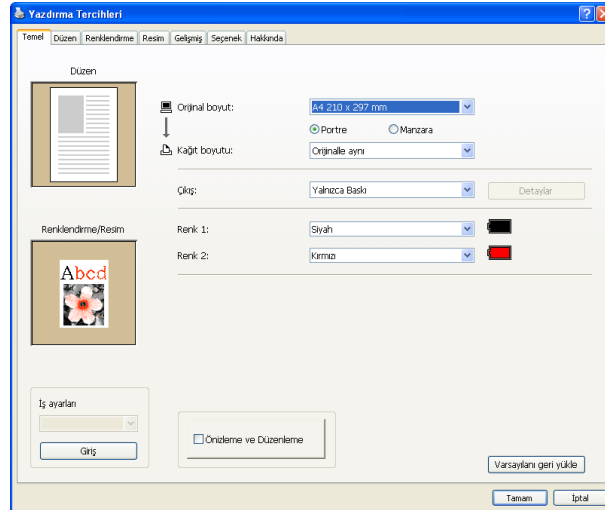 Yazdırma Tercihleri
Temel Düzen Renklendirme Resim Gelişmiş Seçenek Hakkında
Düzen
Orijinal boyut: A4 210 x 297 mm
Portre Manzara
Kağıt boyutu: Orijinalle aynı
Çıkış: Yalnızca Baskı Detaylar
Renklendirme/Resim
Renk 1: Siyah
Renk 2: Kırmızı
Abcd
İş ayarları
Giriş
Önizleme ve Düzenleme
Varsayılanı geri yükle
Tamam İptal